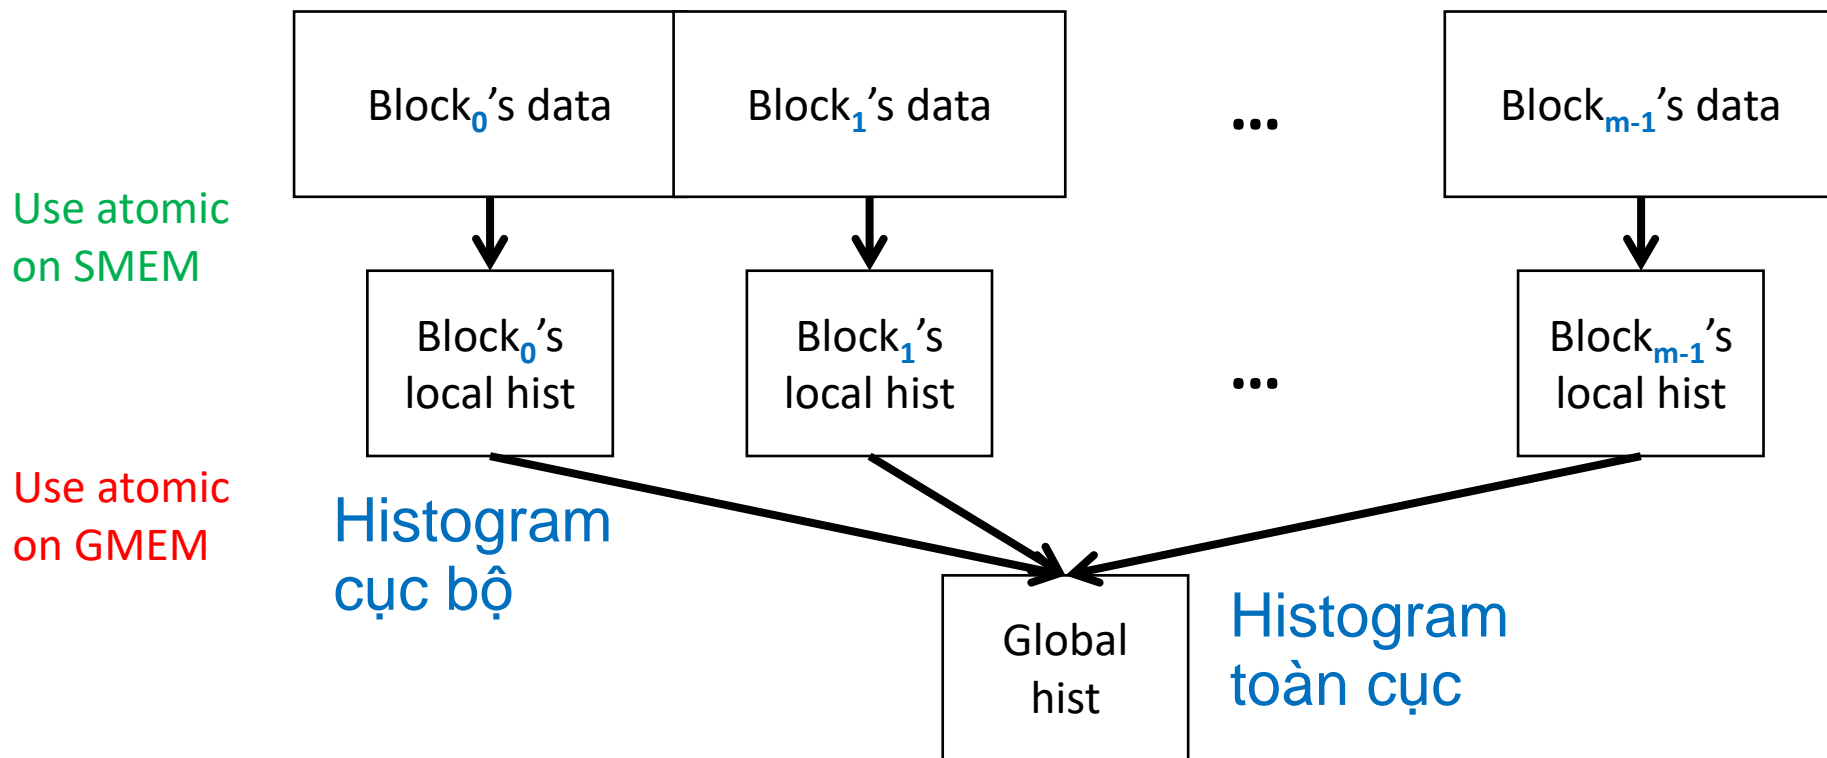 Block₀’s data
Block₁’s data
...
Blockₘ₋₁’s data
Use atomic
on SMEM
Block₀’s
local hist
Block₁’s
local hist
...
Blockₘ₋₁’s
local hist
Use atomic
on GMEM
Histogram
cục bộ
Global
hist
Histogram
toàn cục